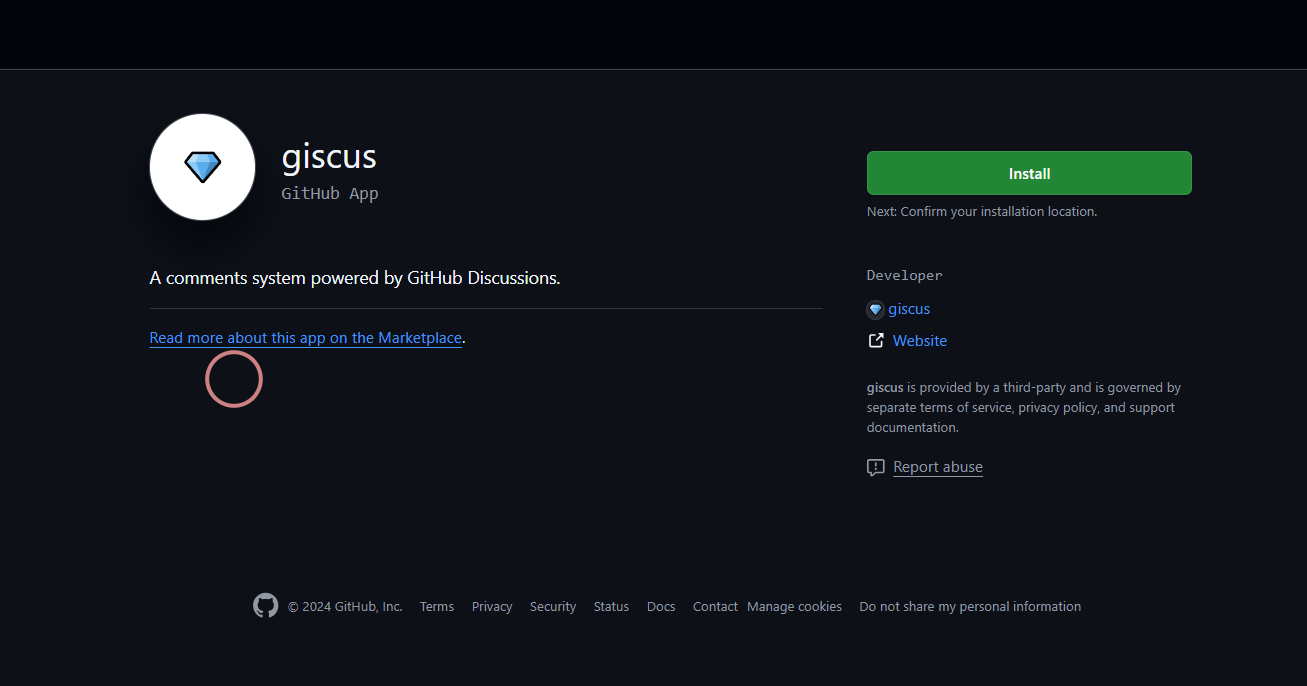 giscus
GitHub App
A comments system powered by GitHub Discussions.
Read more about this app on the Marketplace.
Install
Next: Confirm your installation location.
Developer
giscus
Website
giscus is provided by a third-party and is governed by
separate terms of service, privacy policy, and support
documentation.
Report abuse
© 2024 GitHub, Inc. Terms Privacy Security Status Docs Contact Manage cookies Do not share my personal information